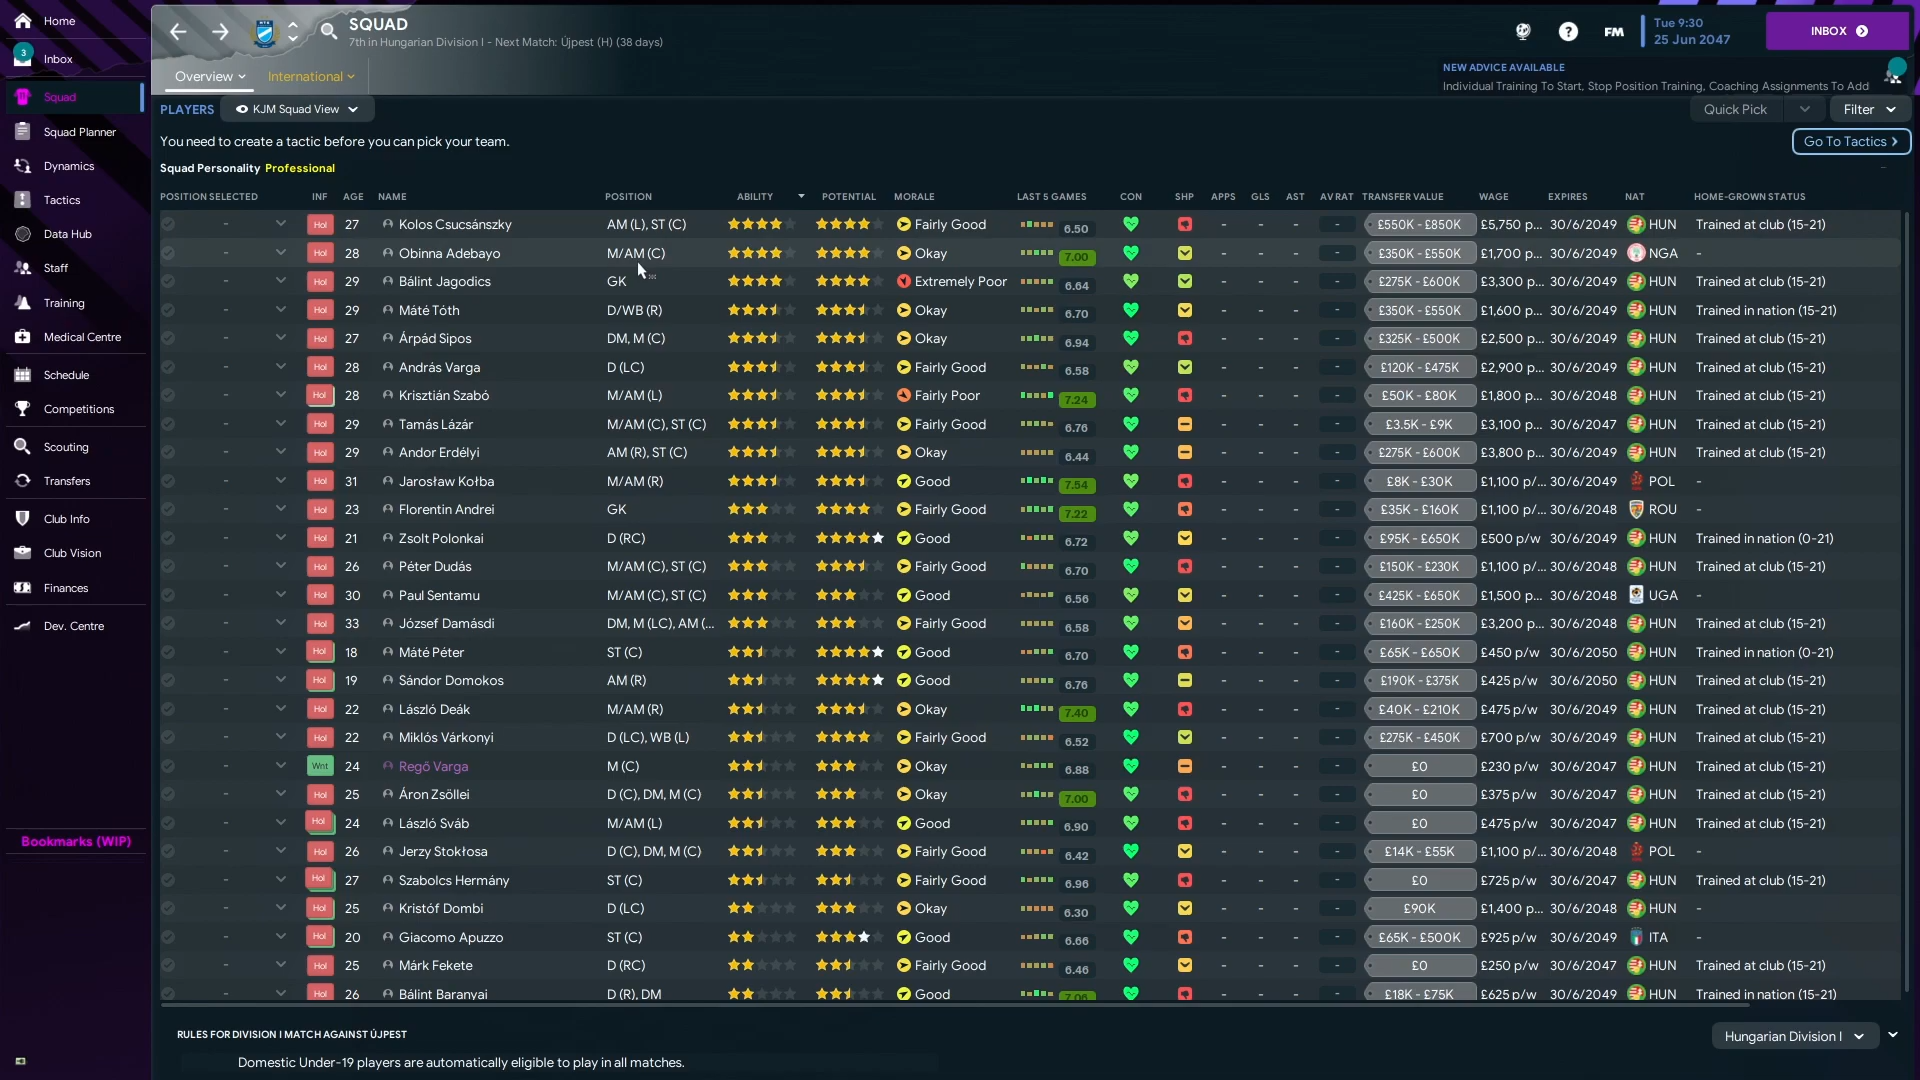 Home
3
Inbox
Squad
Squad Planner
Dynamics
Tactics
Data Hub
Staff
Training
Medical Centre
Schedule
Competitions
Scouting
Transfers
Club Info
Club Vision
Finances
Dev. Centre
Bookmarks (WIP)
SQUAD
7th in Hungarian Division I - Next Match: Újpest (H) (38 days)
? FM
Tue 9:30
25 Jun 2047
INBOX
Overview International
NEW ADVICE AVAILABLE
Individual Training To Start, Stop Position Training, Coaching Assignments To Add
PLAYERS KJM Squad View Quick Pick Filter
You need to create a tactic before you can pick your team. Go To Tactics >
Squad Personality Professional
POSITION SELECTED INF AGE NAME POSITION ABILITY POTENTIAL MORALE LAST 5 GAMES CON SHP APPS GLS AST AV RAT TRANSFER VALUE WAGE EXPIRES NAT HOME-GROWN STATUS
- Hol 27 Kolos Csucsánszky AM (L), ST (C) Fairly Good 6.50 - - - - £550K - £850K £5,750 p... 30/6/2049 HUN Trained at club (15-21)
- Hol 28 Obinna Adebayo M/AM (C) Okay 7.00 - - - - £350K - £550K £1,700 p... 30/6/2049 NGA -
- Hol 29 Bálint Jagodics GK Extremely Poor 6.64 - - - - £275K - £600K £3,300 p... 30/6/2049 HUN Trained at club (15-21)
- Hol 29 Máté Tóth D/WB (R) Okay 6.70 - - - - £350K - £550K £1,600 p... 30/6/2049 HUN Trained in nation (15-21)
- Hol 27 Árpád Sipos DM, M (C) Okay 6.94 - - - - £325K - £500K £2,500 p... 30/6/2049 HUN Trained at club (15-21)
- Hol 28 András Varga D (LC) Fairly Good 6.58 - - - - £120K - £475K £2,900 p... 30/6/2049 HUN Trained at club (15-21)
- Hol 28 Krisztián Szabó M/AM (L) Fairly Poor 7.24 - - - - £50K - £80K £1,800 p... 30/6/2048 HUN Trained at club (15-21)
- Hol 29 Tamás Lázár M/AM (C), ST (C) Fairly Good 6.76 - - - - £3.5K - £9K £3,100 p... 30/6/2047 HUN Trained at club (15-21)
- Hol 29 Andor Erdélyi AM (R), ST (C) Okay 6.44 - - - - £275K - £600K £3,800 p... 30/6/2049 HUN Trained at club (15-21)
- Hol 31 Jarosław Kołba M/AM (R) Good 7.54 - - - - £8K - £30K £1,100 p/... 30/6/2049 POL -
- Hol 23 Florentin Andrei GK Fairly Good 7.22 - - - - £35K - £160K £1,100 p/... 30/6/2048 ROU -
- Hol 21 Zsolt Polonkai D (RC) Good 6.72 - - - - £95K - £650K £500 p/w 30/6/2049 HUN Trained in nation (0-21)
- Hol 26 Péter Dudás M/AM (C), ST (C) Fairly Good 6.70 - - - - £150K - £230K £1,100 p/... 30/6/2048 HUN Trained at club (15-21)
- Hol 30 Paul Sentamu M/AM (C), ST (C) Good 6.56 - - - - £425K - £650K £1,500 p... 30/6/2048 UGA -
- Hol 33 József Damásdi DM, M (LC), AM (... Fairly Good 6.58 - - - - £160K - £250K £3,200 p... 30/6/2048 HUN Trained at club (15-21)
- Hol 18 Máté Péter ST (C) Good 6.70 - - - - £65K - £650K £450 p/w 30/6/2050 HUN Trained in nation (0-21)
- Hol 19 Sándor Domokos AM (R) Good 6.76 - - - - £190K - £375K £425 p/w 30/6/2050 HUN Trained at club (15-21)
- Hol 22 László Deák M/AM (R) Okay 7.40 - - - - £40K - £210K £475 p/w 30/6/2049 HUN Trained at club (15-21)
- Hol 22 Miklós Várkonyi D (LC), WB (L) Fairly Good 6.52 - - - - £275K - £450K £700 p/w 30/6/2049 HUN Trained at club (15-21)
- Wnt 24 Regő Varga M (C) Okay 6.88 - - - - £0 £230 p/w 30/6/2047 HUN Trained at club (15-21)
- Hol 25 Áron Zsöllei D (C), DM, M (C) Okay 7.00 - - - - £0 £375 p/w 30/6/2047 HUN Trained at club (15-21)
- Hol 24 László Sváb M/AM (L) Good 6.90 - - - - £0 £475 p/w 30/6/2047 HUN Trained at club (15-21)
- Hol 26 Jerzy Stokłosa D (C), DM, M (C) Fairly Good 6.42 - - - - £14K - £55K £1,100 p/... 30/6/2048 POL -
- Hol 27 Szabolcs Hermány ST (C) Fairly Good 6.96 - - - - £0 £725 p/w 30/6/2047 HUN Trained at club (15-21)
- Hol 25 Kristóf Dombi D (LC) Okay 6.30 - - - - £90K £1,400 p... 30/6/2048 HUN -
- Hol 20 Giacomo Apuzzo ST (C) Good 6.66 - - - - £65K - £500K £925 p/w 30/6/2049 ITA -
- Hol 25 Márk Fekete D (RC) Fairly Good 6.46 - - - - £0 £250 p/w 30/6/2047 HUN Trained at club (15-21)
- Hol 26 Bálint Baranyai D (R), DM Good 7.06 - - - - £18K - £75K £625 p/w 30/6/2049 HUN Trained in nation (15-21)
RULES FOR DIVISION I MATCH AGAINST ÚJPEST Hungarian Division I
Domestic Under-19 players are automatically eligible to play in all matches.